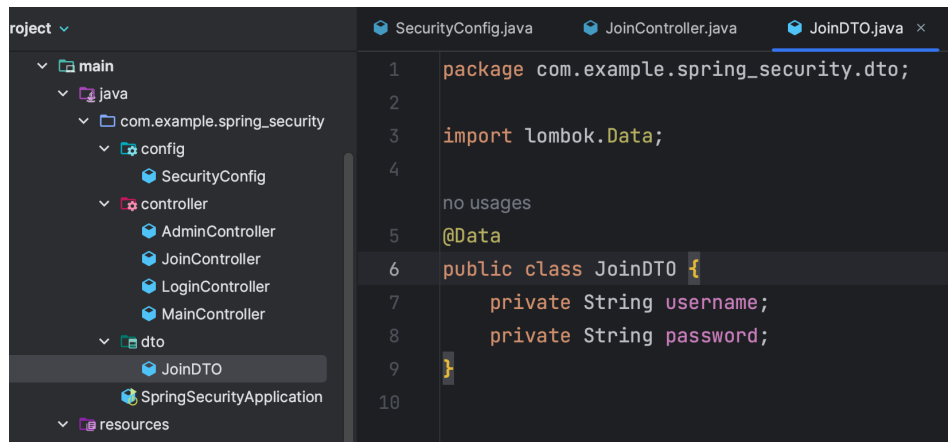 roject
main
java
com.example.spring_security
config
SecurityConfig
controller
AdminController
JoinController
LoginController
MainController
dto
JoinDTO
SpringSecurityApplication
resources
SecurityConfig.java JoinController.java JoinDTO.java ×
1 package com.example.spring_security.dto;
2
3 import lombok.Data;
4
no usages
5 @Data
6 public class JoinDTO {
7 private String username;
8 private String password;
9 }
10